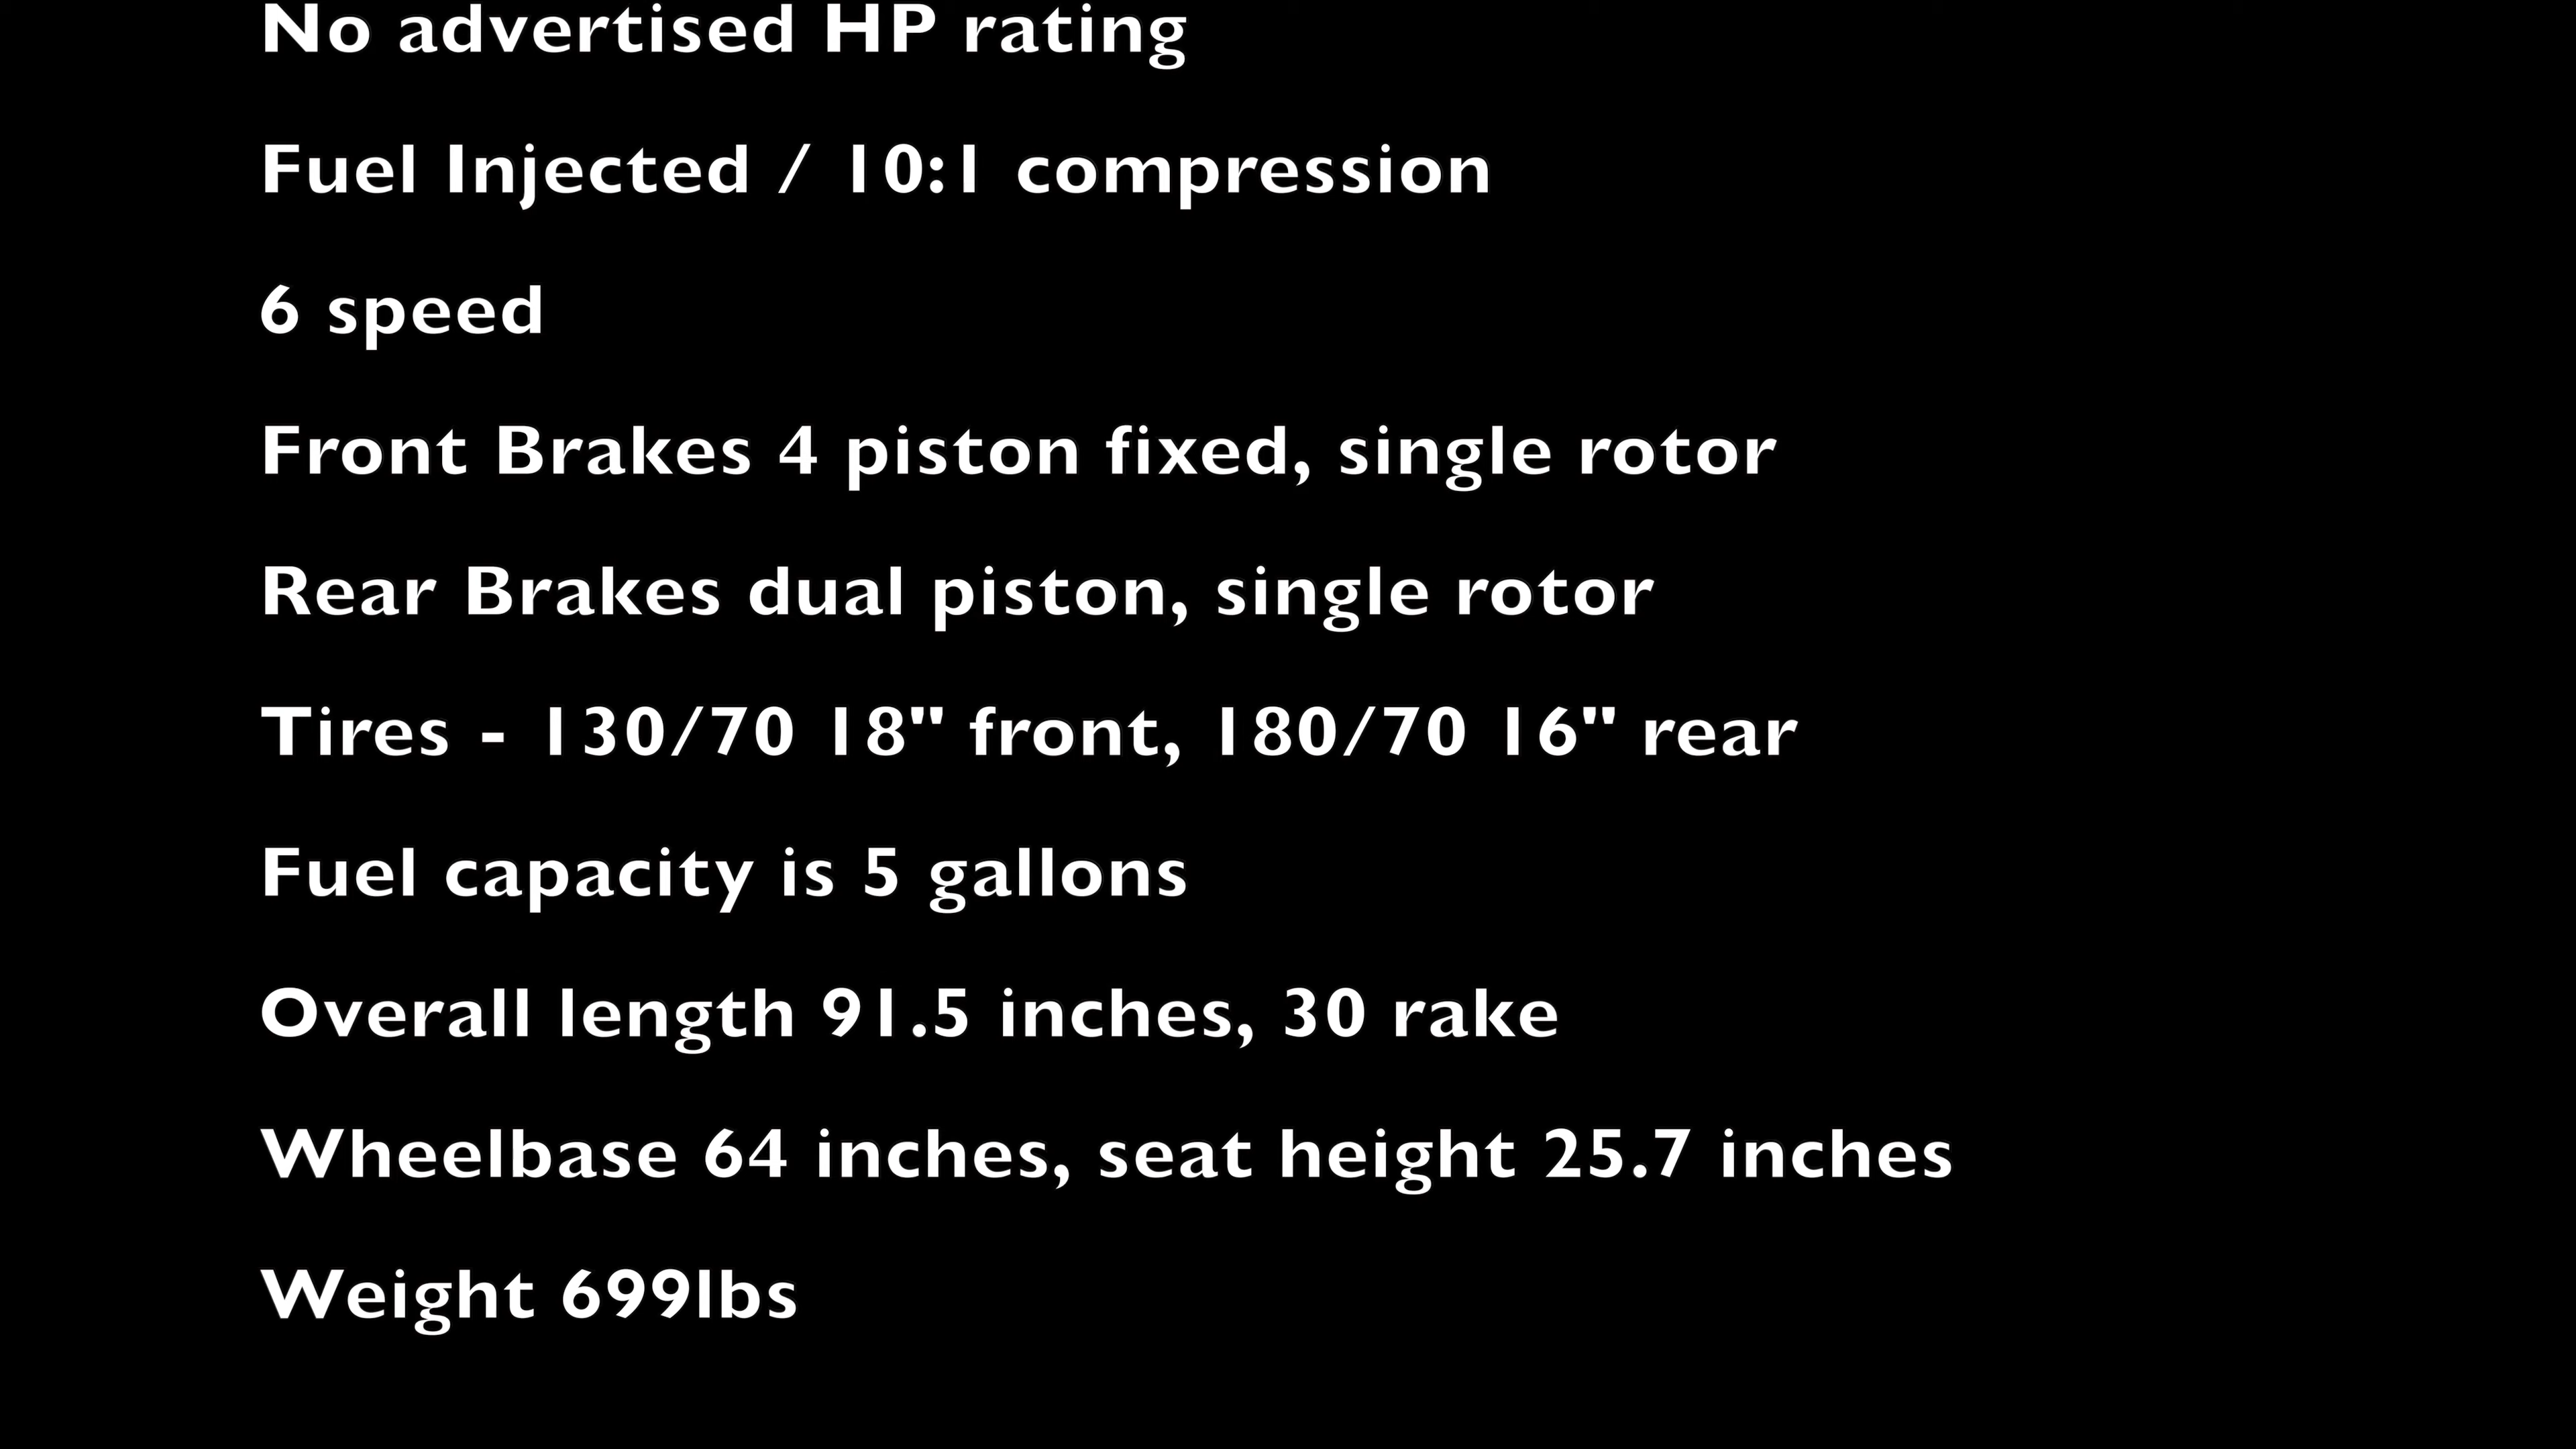 No advertised HP rating
Fuel Injected / 10:1 compression
6 speed
Front Brakes 4 piston fixed, single rotor
Rear Brakes dual piston, single rotor
Tires - 130/70 18" front, 180/70 16" rear
Fuel capacity is 5 gallons
Overall length 91.5 inches, 30 rake
Wheelbase 64 inches, seat height 25.7 inches
Weight 699lbs